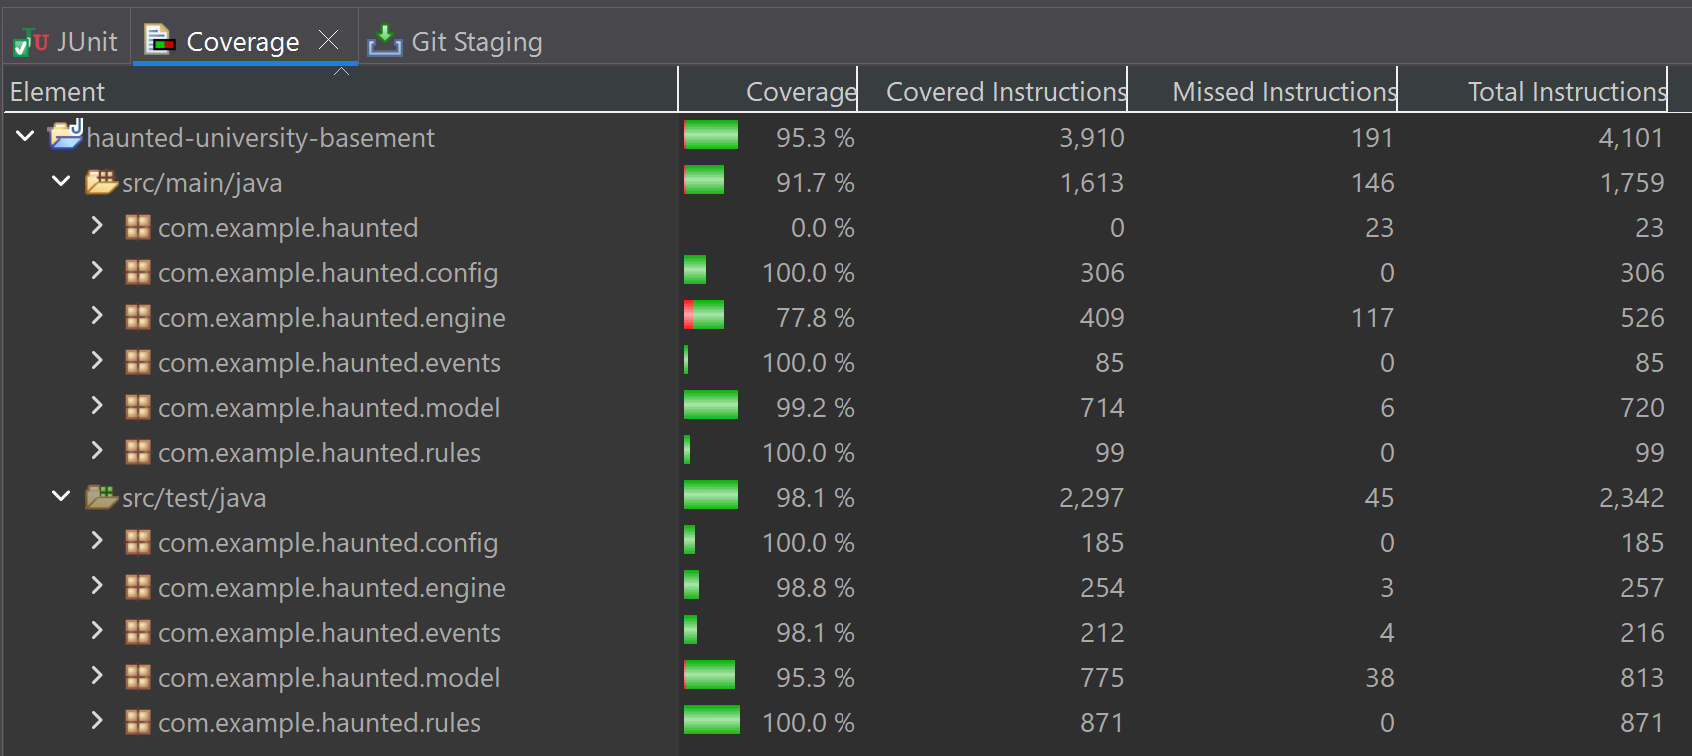 JUnit Coverage Git Staging
Element Coverage Covered Instructions Missed Instructions Total Instructions
haunted-university-basement 95.3 % 3,910 191 4,101
src/main/java 91.7 % 1,613 146 1,759
com.example.haunted 0.0 % 0 23 23
com.example.haunted.config 100.0 % 306 0 306
com.example.haunted.engine 77.8 % 409 117 526
com.example.haunted.events 100.0 % 85 0 85
com.example.haunted.model 99.2 % 714 6 720
com.example.haunted.rules 100.0 % 99 0 99
src/test/java 98.1 % 2,297 45 2,342
com.example.haunted.config 100.0 % 185 0 185
com.example.haunted.engine 98.8 % 254 3 257
com.example.haunted.events 98.1 % 212 4 216
com.example.haunted.model 95.3 % 775 38 813
com.example.haunted.rules 100.0 % 871 0 871